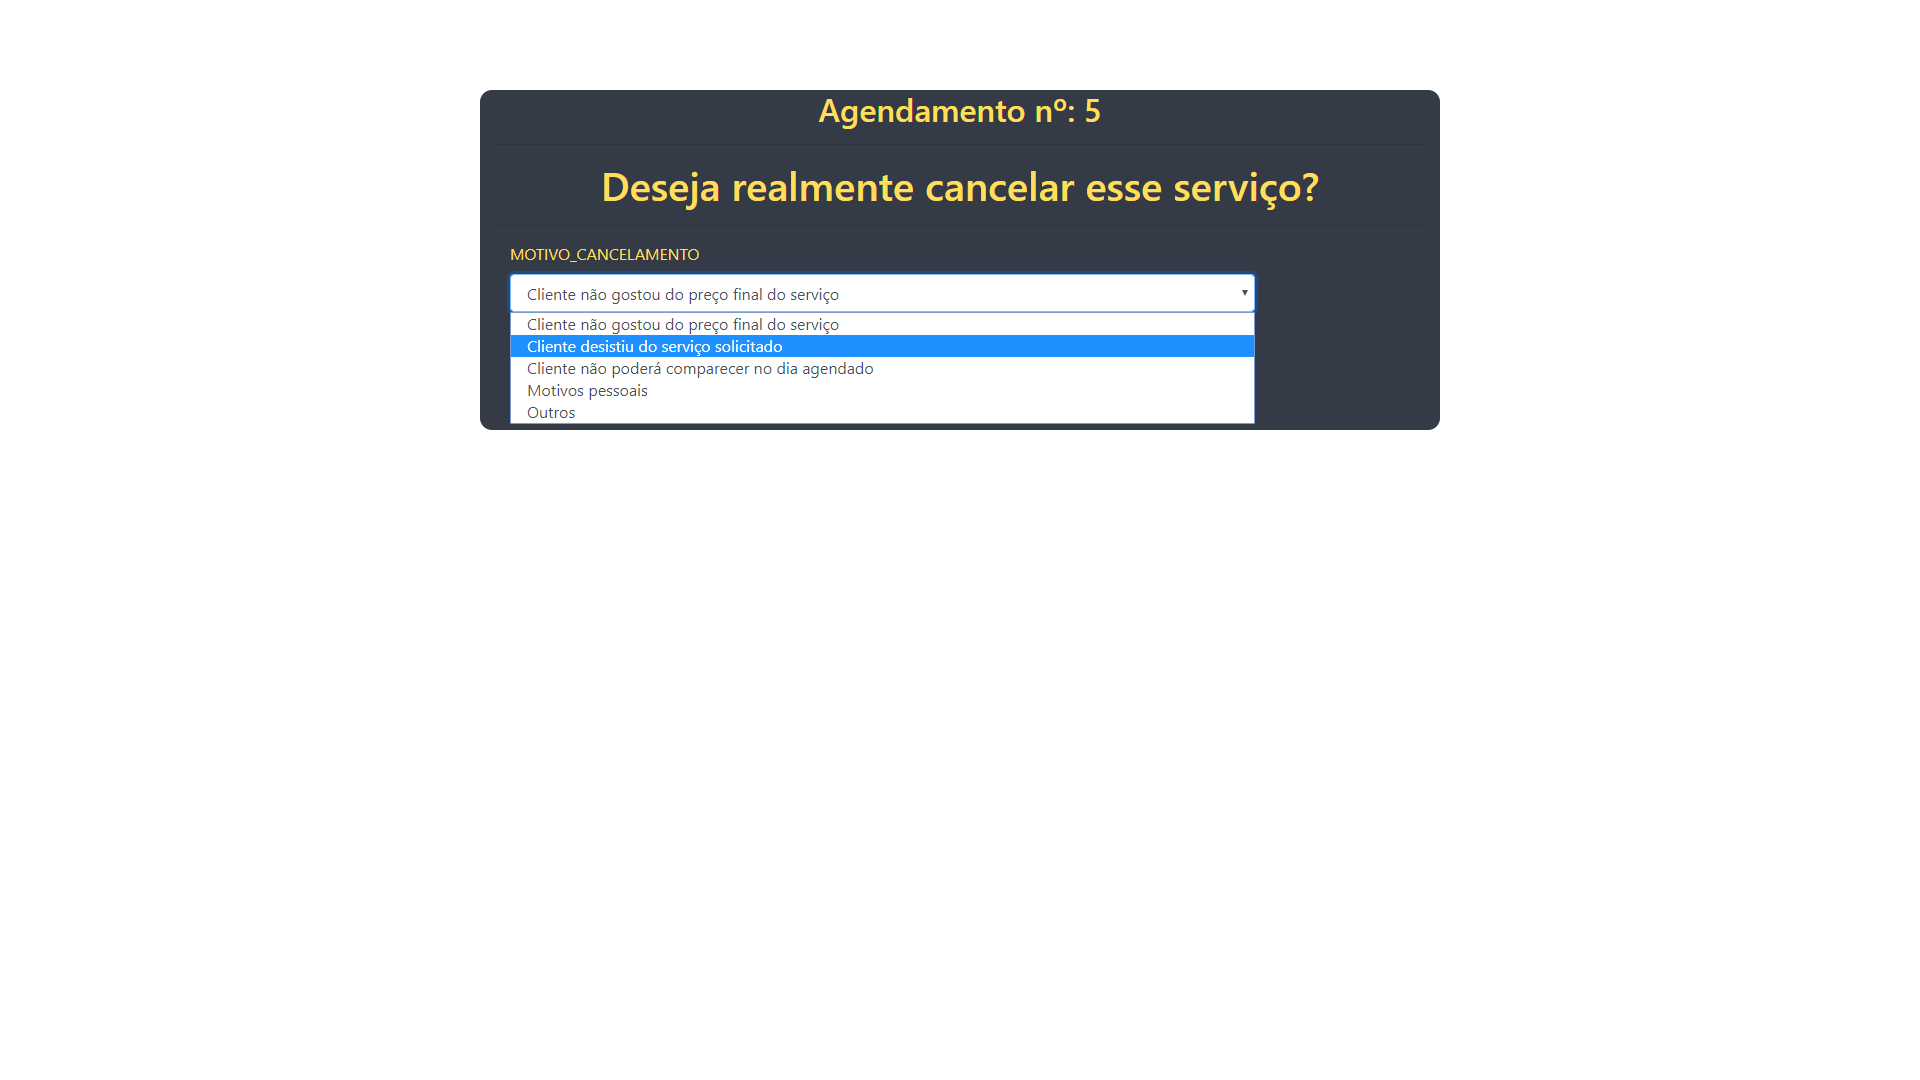 Agendamento nº: 5
Deseja realmente cancelar esse serviço?
MOTIVO_CANCELAMENTO
Cliente não gostou do preço final do serviço
Cliente não gostou do preço final do serviço
Cliente desistiu do serviço solicitado
Cliente não poderá comparecer no dia agendado
Motivos pessoais
Outros